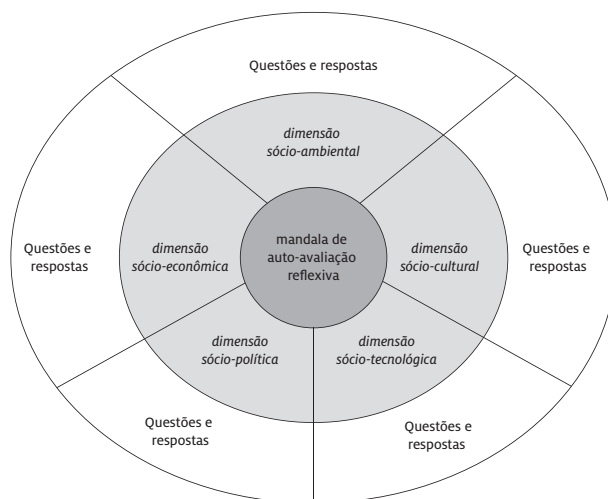 Questões e respostas
dimensão
sócio-ambiental
Questões e
respostas
dimensão
sócio-econômica
mandala de
auto-avaliação
reflexiva
dimensão
sócio-cultural
Questões e
respostas
dimensão
sócio-política
dimensão
sócio-tecnológica
Questões e
respostas
Questões e
respostas